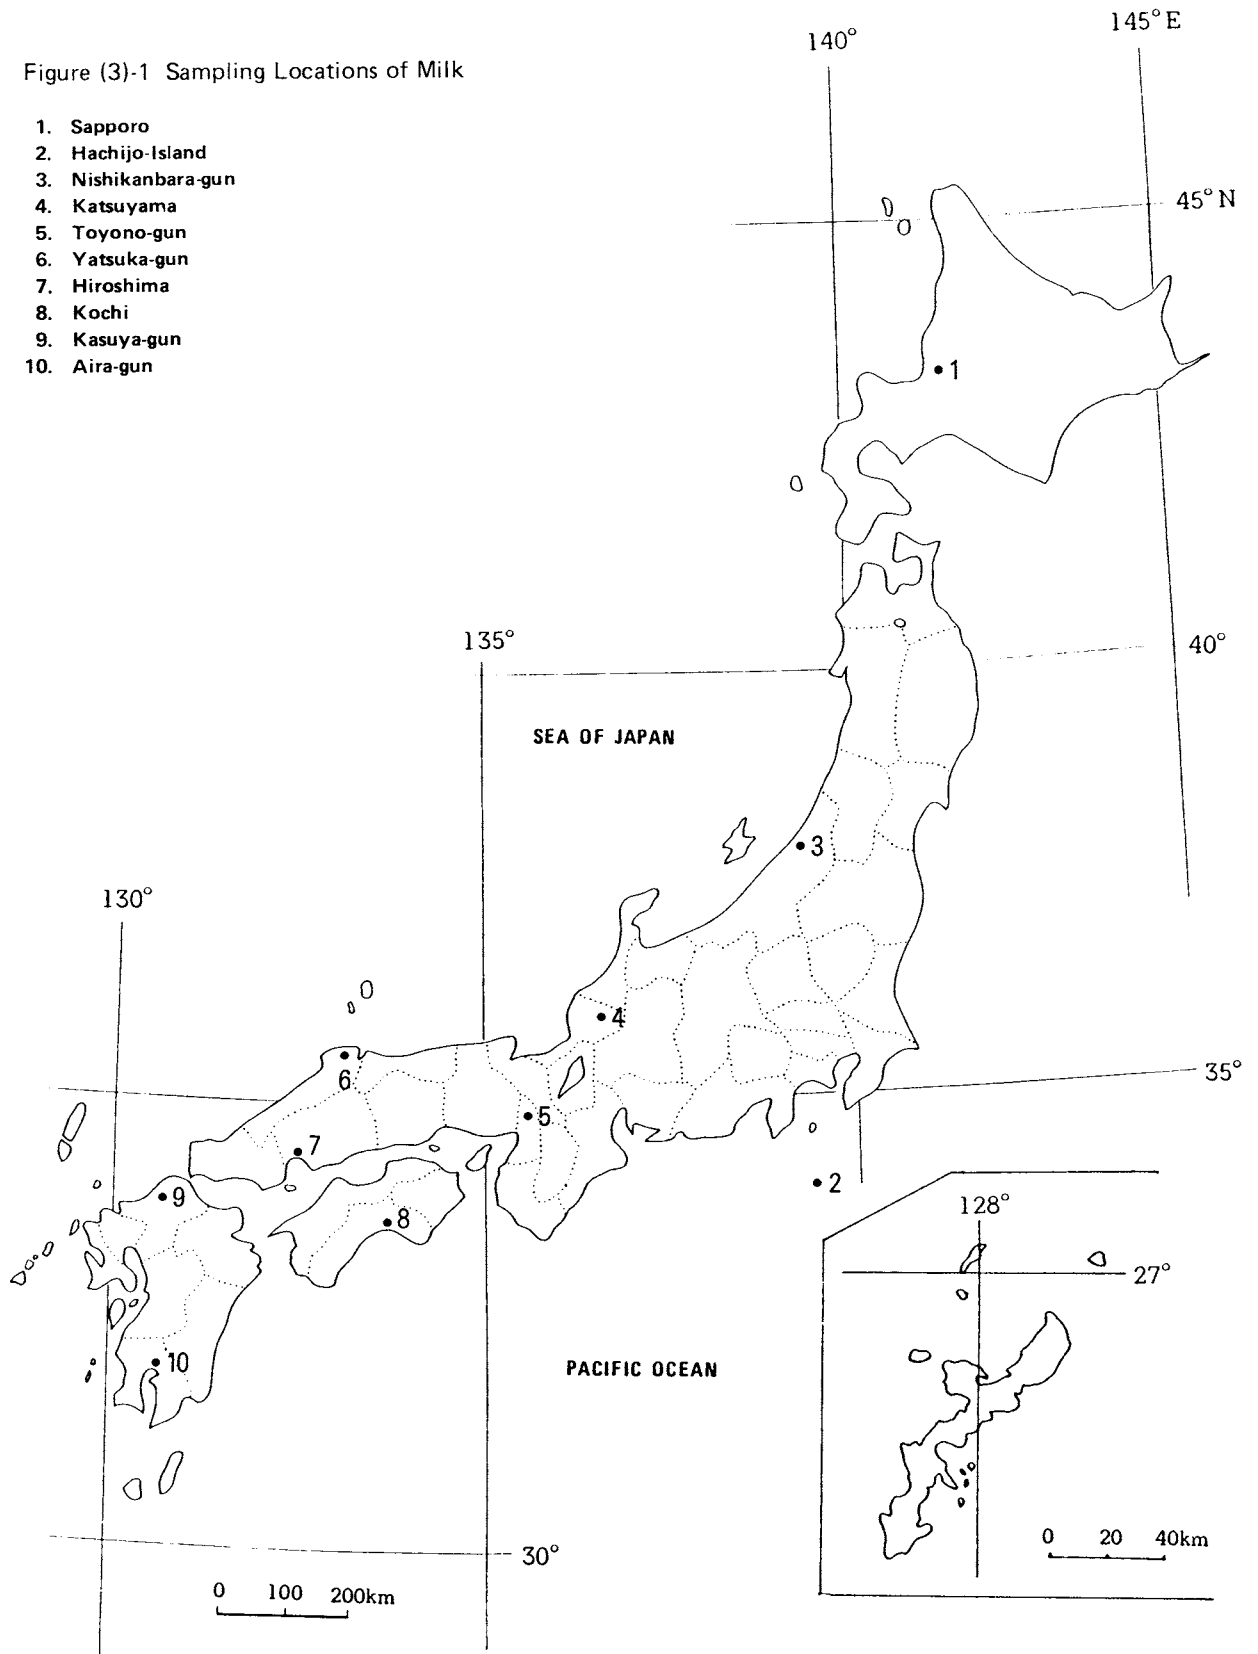 Figure (3)-1 Sampling Locations of Milk
1. Sapporo
2. Hachijo-Island
3. Nishikanbara-gun
4. Katsuyama
5. Toyono-gun
6. Yatsuka-gun
7. Hiroshima
8. Kochi
9. Kasuya-gun
10. Aira-gun
140°
145° E
45° N
1
40°
135°
SEA OF JAPAN
3
130°
4
35°
6
5
7
2
9
8
128°
27°
10
PACIFIC OCEAN
30°
0 20 40km
0 100 200km